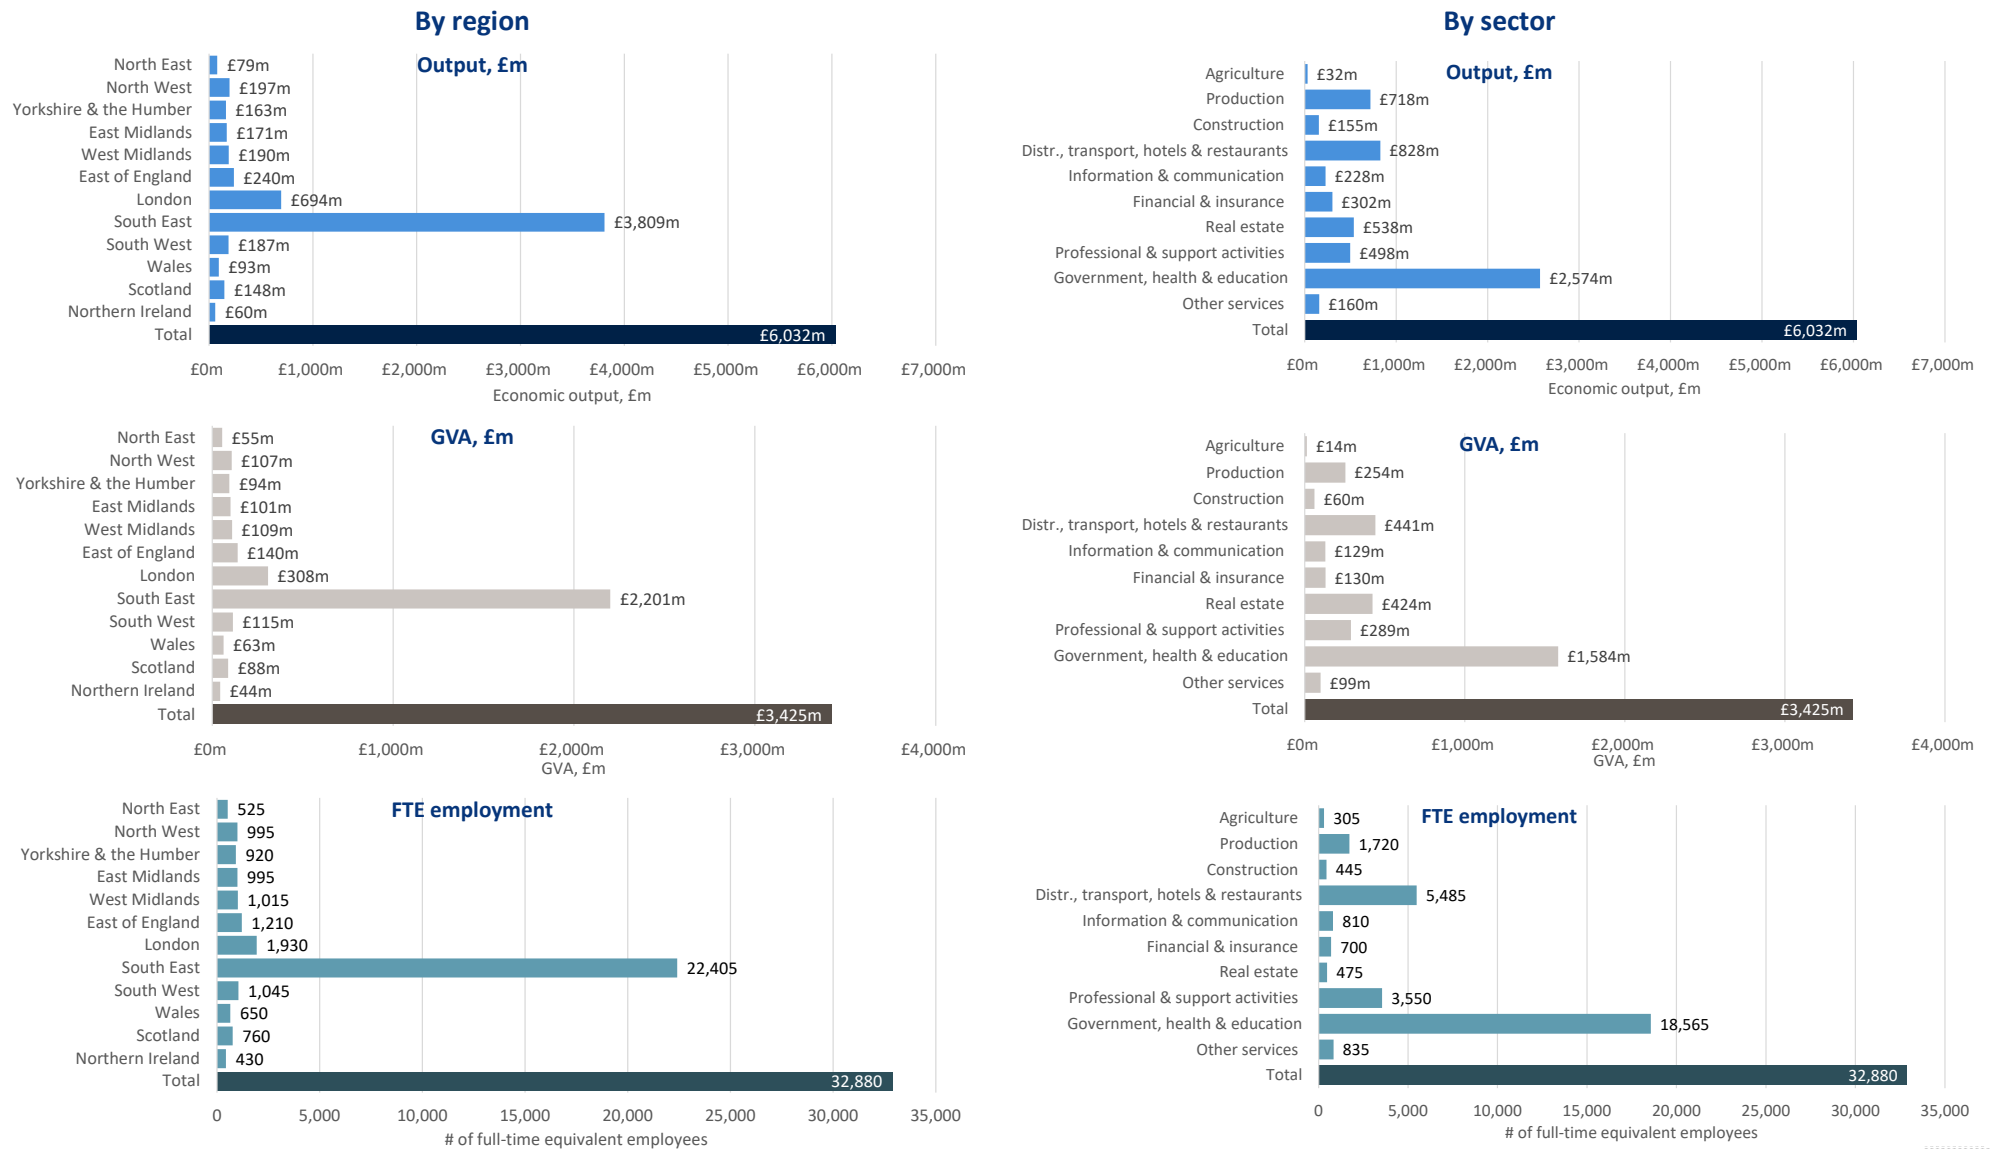 By region
Output, £m
North East £79m
North West £197m
Yorkshire & the Humber £163m
East Midlands £171m
West Midlands £190m
East of England £240m
London £694m
South East £3,809m
South West £187m
Wales £93m
Scotland £148m
Northern Ireland £60m
Total £6,032m
£0m £1,000m £2,000m £3,000m £4,000m £5,000m £6,000m £7,000m
Economic output, £m
GVA, £m
North East £55m
North West £107m
Yorkshire & the Humber £94m
East Midlands £101m
West Midlands £109m
East of England £140m
London £308m
South East £2,201m
South West £115m
Wales £63m
Scotland £88m
Northern Ireland £44m
Total £3,425m
£0m £1,000m £2,000m £3,000m £4,000m
GVA, £m
FTE employment
North East 525
North West 995
Yorkshire & the Humber 920
East Midlands 995
West Midlands 1,015
East of England 1,210
London 1,930
South East 22,405
South West 1,045
Wales 650
Scotland 760
Northern Ireland 430
Total 32,880
0 5,000 10,000 15,000 20,000 25,000 30,000 35,000
# of full-time equivalent employees
By sector
Output, £m
Agriculture £32m
Production £718m
Construction £155m
Distr., transport, hotels & restaurants £828m
Information & communication £228m
Financial & insurance £302m
Real estate £538m
Professional & support activities £498m
Government, health & education £2,574m
Other services £160m
Total £6,032m
£0m £1,000m £2,000m £3,000m £4,000m £5,000m £6,000m £7,000m
Economic output, £m
GVA, £m
Agriculture £14m
Production £254m
Construction £60m
Distr., transport, hotels & restaurants £441m
Information & communication £129m
Financial & insurance £130m
Real estate £424m
Professional & support activities £289m
Government, health & education £1,584m
Other services £99m
Total £3,425m
£0m £1,000m £2,000m £3,000m £4,000m
GVA, £m
FTE employment
Agriculture 305
Production 1,720
Construction 445
Distr., transport, hotels & restaurants 5,485
Information & communication 810
Financial & insurance 700
Real estate 475
Professional & support activities 3,550
Government, health & education 18,565
Other services 835
Total 32,880
0 5,000 10,000 15,000 20,000 25,000 30,000 35,000
# of full-time equivalent employees